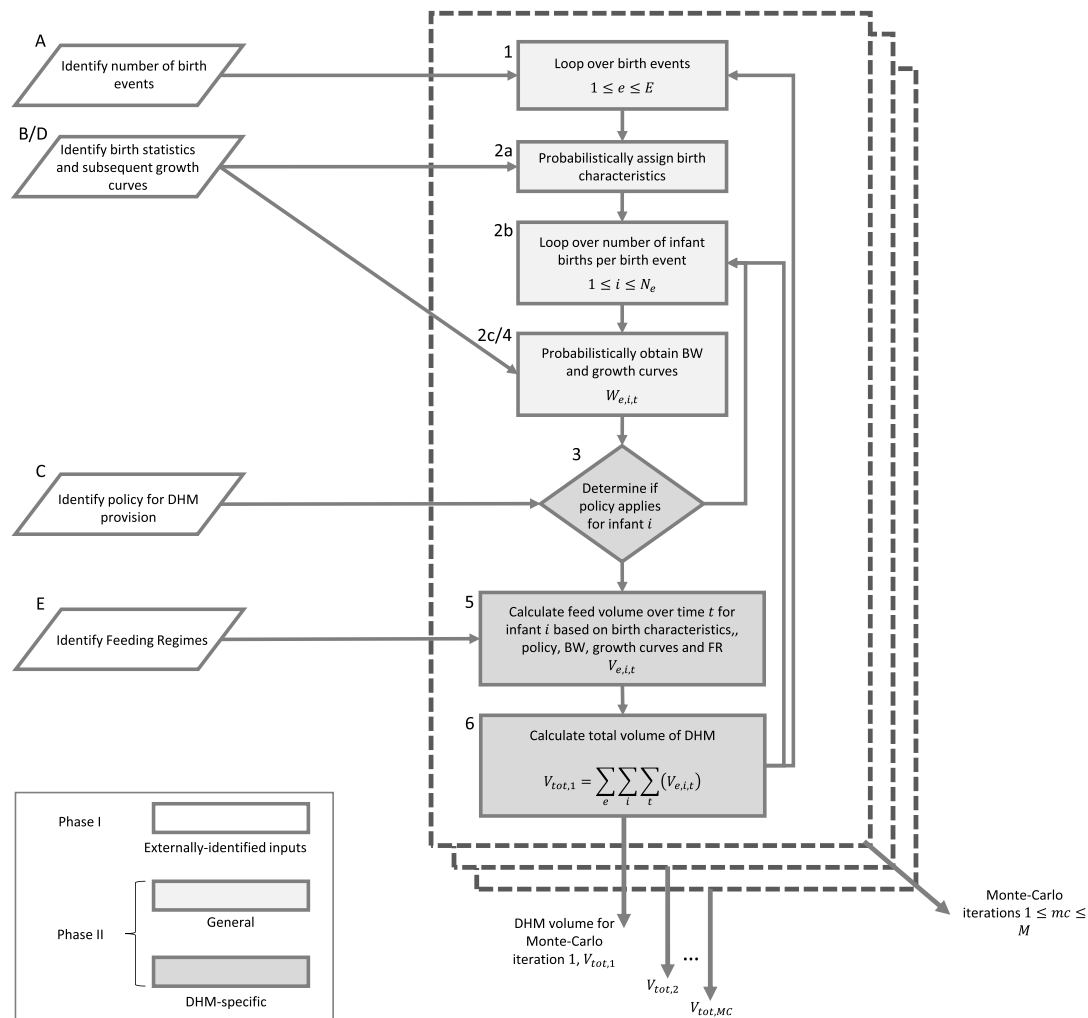 A
Identify number of birth
events
1
Loop over birth events
1 ≤ e ≤ E
B/D
Identify birth statistics
and subsequent growth
curves
2a
Probabilistically assign birth
characteristics
2b
Loop over number of infant
births per birth event
1 ≤ i ≤ N_e
2c/4
Probabilistically obtain BW
and growth curves
W_{e,i,t}
C
Identify policy for DHM
provision
3
Determine if
policy applies
for infant i
E
Identify Feeding Regimes
5
Calculate feed volume over time t for
infant i based on birth characteristics,,
policy, BW, growth curves and FR
V_{e,i,t}
6
Calculate total volume of DHM
V_{tot,1} = ∑_e ∑_i ∑_t (V_{e,i,t})
Phase I
Externally-identified inputs
General
Phase II
DHM-specific
DHM volume for
Monte-Carlo
iteration 1, V_{tot,1}
...
V_{tot,2}
V_{tot,MC}
Monte-Carlo
iterations 1 ≤ mc ≤
M